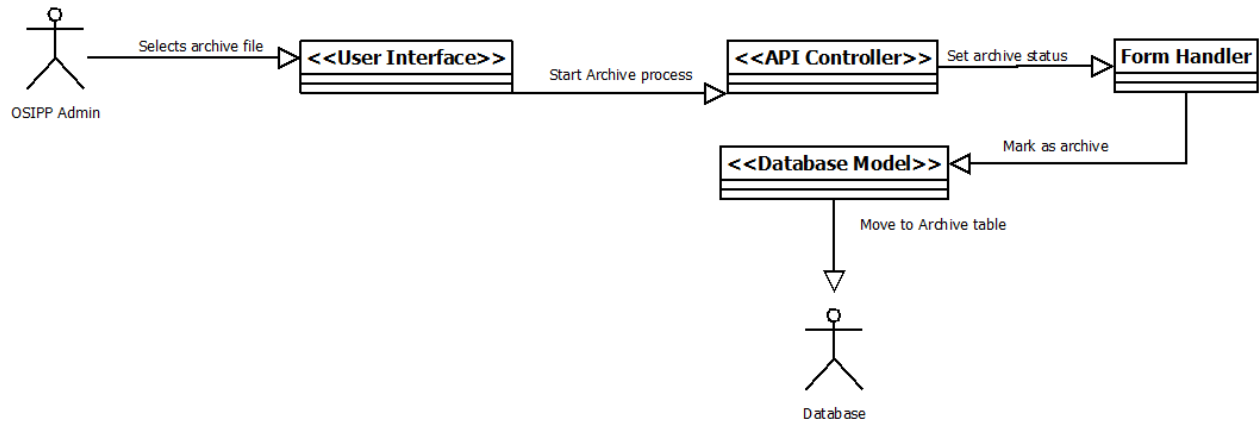 Selects archive file
<<User Interface>>
Start Archive process
<<API Controller>>
Set archive status
Form Handler
OSIPP Admin
Mark as archive
<<Database Model>>
Move to Archive table
Database